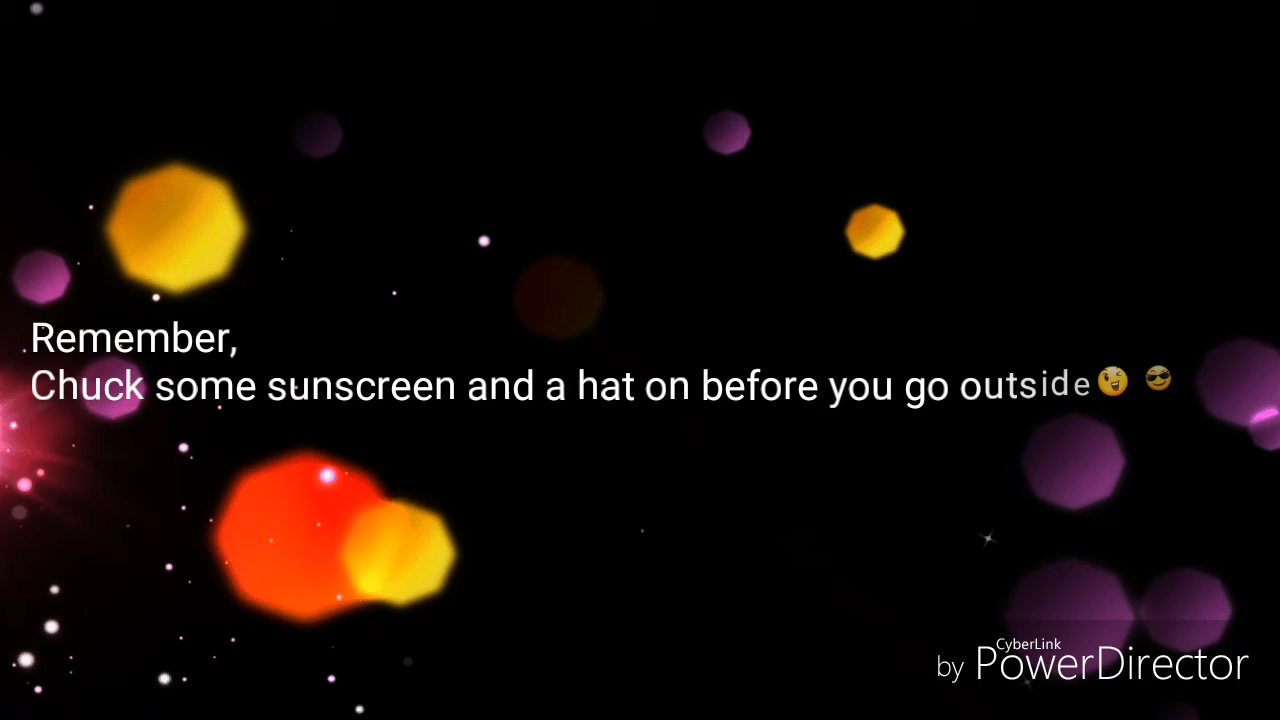 Remember,
Chuck some sunscreen and a hat on before you go outside😉 😎
CyberLink
by PowerDirector